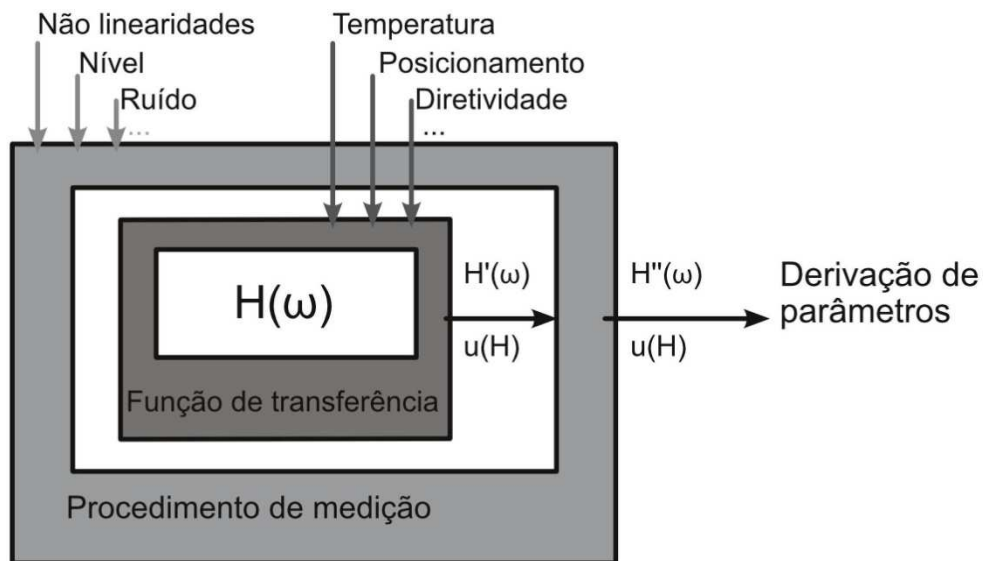 Não linearidades
Nível
Ruído
...
Temperatura
Posicionamento
Diretividade
...
H(ω)
Função de transferência
H'(ω)
u(H)
H''(ω)
u(H)
Derivação de
parâmetros
Procedimento de medição